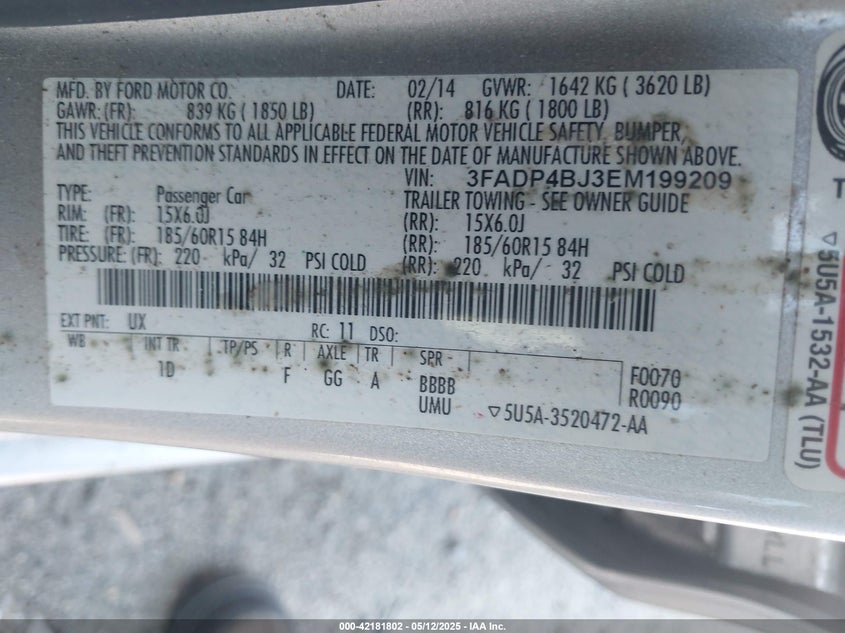 MFD. BY FORD MOTOR CO. DATE: 02/14 GVWR: 1642 KG ( 3620 LB)
GAWR: (FR): 839 KG ( 1850 LB) (RR): 816 KG ( 1800 LB)
THIS VEHICLE CONFORMS TO ALL APPLICABLE FEDERAL MOTOR VEHICLE SAFETY, BUMPER,
AND THEFT PREVENTION STANDARDS IN EFFECT ON THE DATE OF MANUFACTURE SHOWN ABOVE.
VIN: 3FADP4BJ3EM199209
TYPE: Passenger Car TRAILER TOWING - SEE OWNER GUIDE
RIM: (FR): 15X6.0J (RR): 15X6.0J
TIRE: (FR): 185/60R15 84H (RR): 185/60R15 84H
PRESSURE: (FR): 220 kPa/ 32 PSI COLD (RR): 220 kPa/ 32 PSI COLD
EXT PNT: UX RC: 11 DSO:
WB INT TR TP/PS R AXLE TR SPR
1D F GG A BBBB F0070
UMU R0090
▽5U5A-3520472-AA
▽5U5A-1532-AA (TLU)
000-42181802 - 05/12/2025 - IAA Inc.